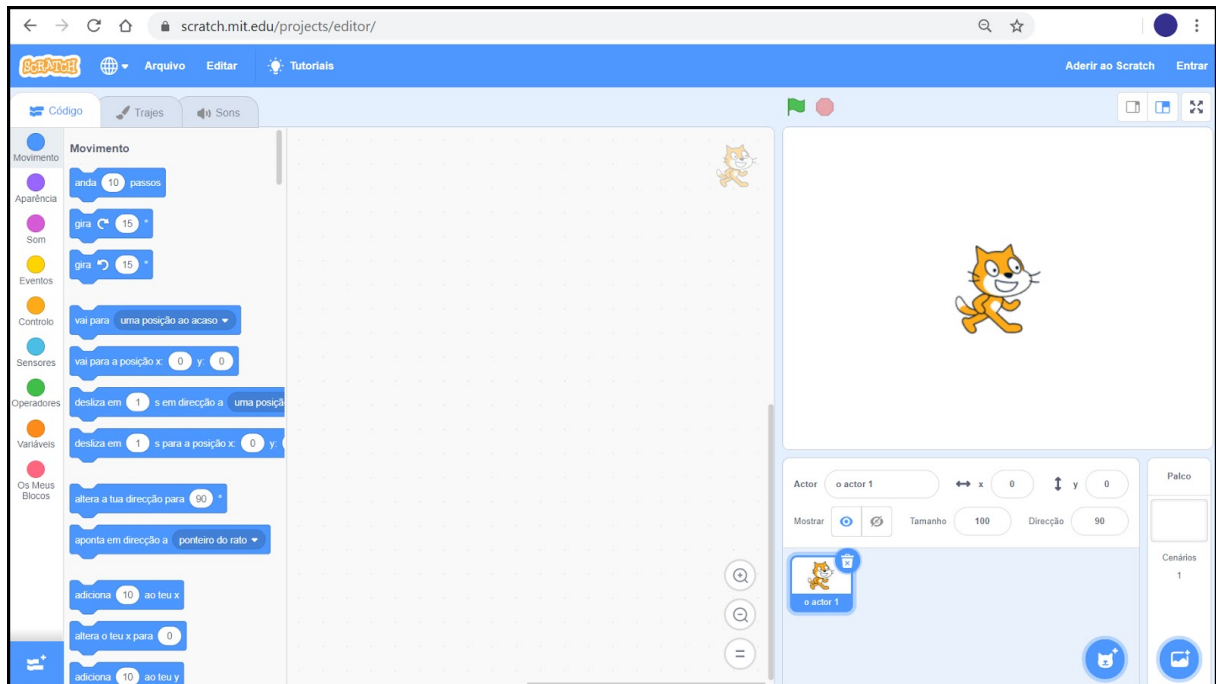 scratch.mit.edu/projects/editor/
SCRATCH Arquivo Editar Tutoriais Aderir ao Scratch Entrar
Código Trajes Sons
Movimento
Aparência
Som
Eventos
Controlo
Sensores
Operadores
Variáveis
Os Meus
Blocos
Movimento
anda 10 passos
gira 15 °
gira 15 °
vai para uma posição ao acaso
vai para a posição x: 0 y: 0
desliza em 1 s em direcção a uma posiçã
desliza em 1 s para a posição x: 0 y:
altera a tua direcção para 90 °
aponta em direcção a ponteiro do rato
adiciona 10 ao teu x
altera o teu x para 0
adiciona 10 ao teu y
Actor o actor 1 x 0 y 0
Mostrar Tamanho 100 Direcção 90
o actor 1
Palco
Cenários
1